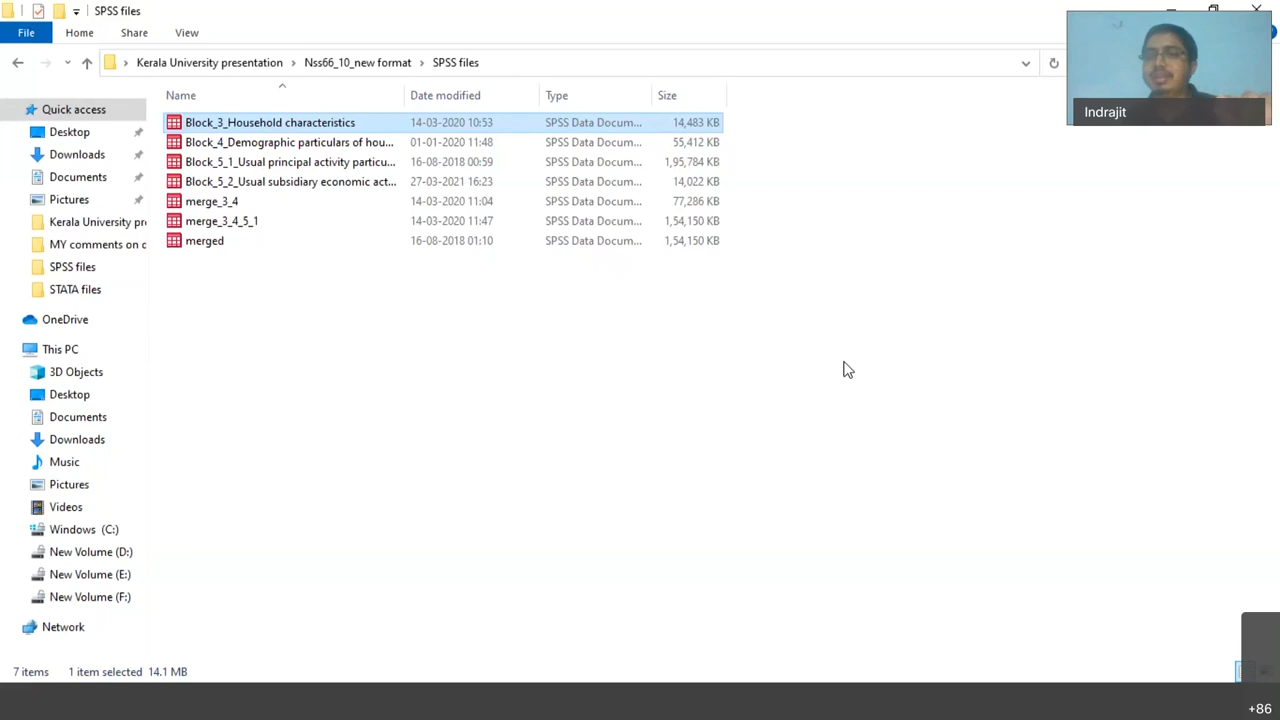 SPSS files
File Home Share View
Kerala University presentation Nss66_10_new format SPSS files
Name Date modified Type Size
Block_3_Household characteristics 14-03-2020 10:53 SPSS Data Docum... 14,483 KB
Block_4_Demographic particulars of hou... 01-01-2020 11:48 SPSS Data Docum... 55,412 KB
Block_5_1_Usual principal activity particu... 16-08-2018 00:59 SPSS Data Docum... 1,95,784 KB
Block_5_2_Usual subsidiary economic act... 27-03-2021 16:23 SPSS Data Docum... 14,022 KB
merge_3_4 14-03-2020 11:04 SPSS Data Docum... 77,286 KB
merge_3_4_5_1 14-03-2020 11:47 SPSS Data Docum... 1,54,150 KB
merged 16-08-2018 01:10 SPSS Data Docum... 1,54,150 KB
Quick access
Desktop
Downloads
Documents
Pictures
Kerala University pr
MY comments on c
SPSS files
STATA files
OneDrive
This PC
3D Objects
Desktop
Documents
Downloads
Music
Pictures
Videos
Windows (C:)
New Volume (D:)
New Volume (E:)
New Volume (F:)
Network
7 items 1 item selected 14.1 MB
Indrajit
+86